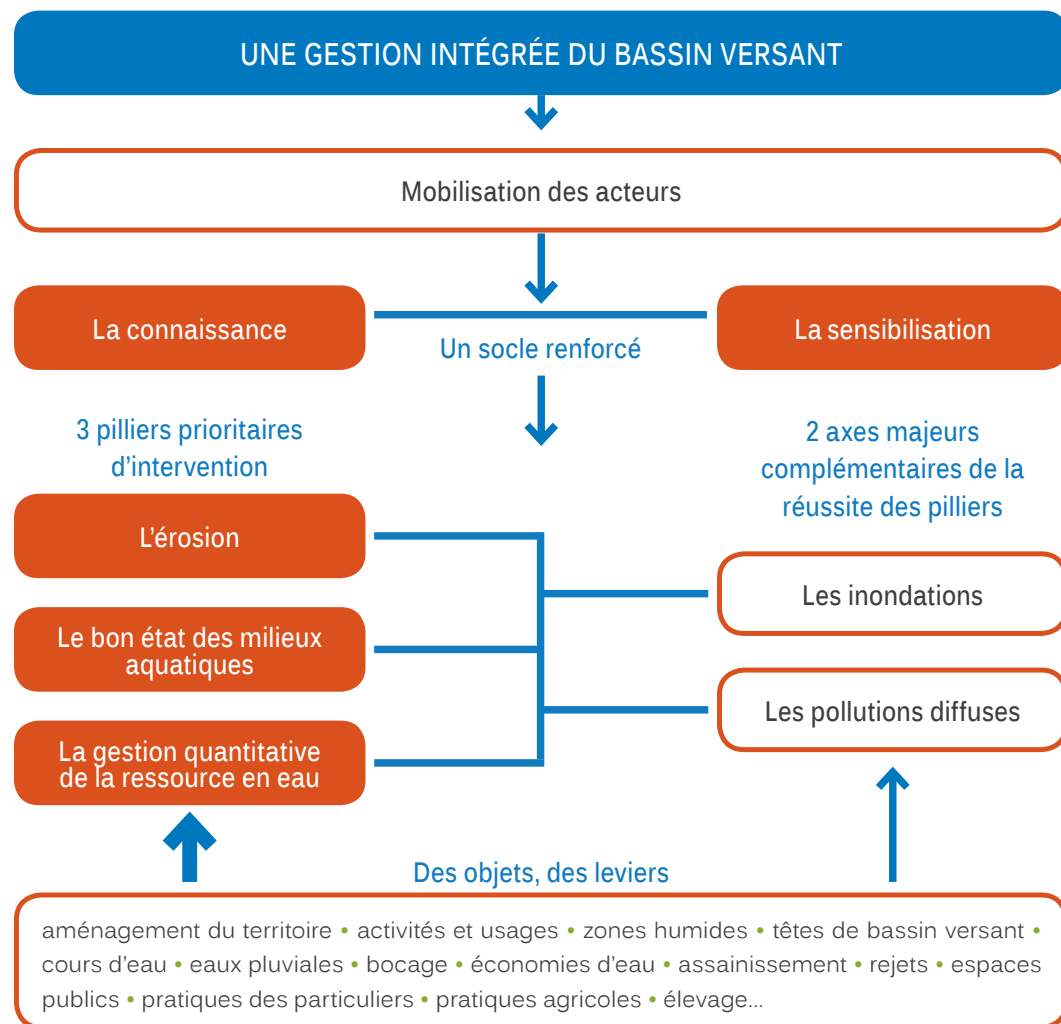 UNE GESTION INTÉGRÉE DU BASSIN VERSANT
Mobilisation des acteurs
La connaissance
Un socle renforcé
La sensibilisation
3 pilliers prioritaires
d'intervention
L'érosion
Le bon état des milieux
aquatiques
La gestion quantitative
de la ressource en eau
2 axes majeurs
complémentaires de la
réussite des pilliers
Les inondations
Les pollutions diffuses
Des objets, des leviers
aménagement du territoire • activités et usages • zones humides • têtes de bassin versant •
cours d'eau • eaux pluviales • bocage • économies d'eau • assainissement • rejets • espaces
publics • pratiques des particuliers • pratiques agricoles • élevage...